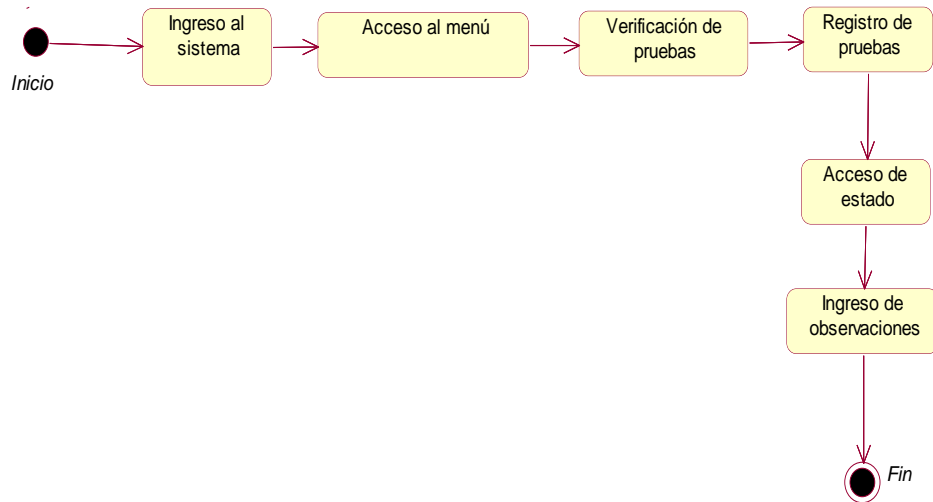 Inicio
Ingreso al
sistema
Acceso al menú
Verificación de
pruebas
Registro de
pruebas
Acceso de
estado
Ingreso de
observaciones
Fin